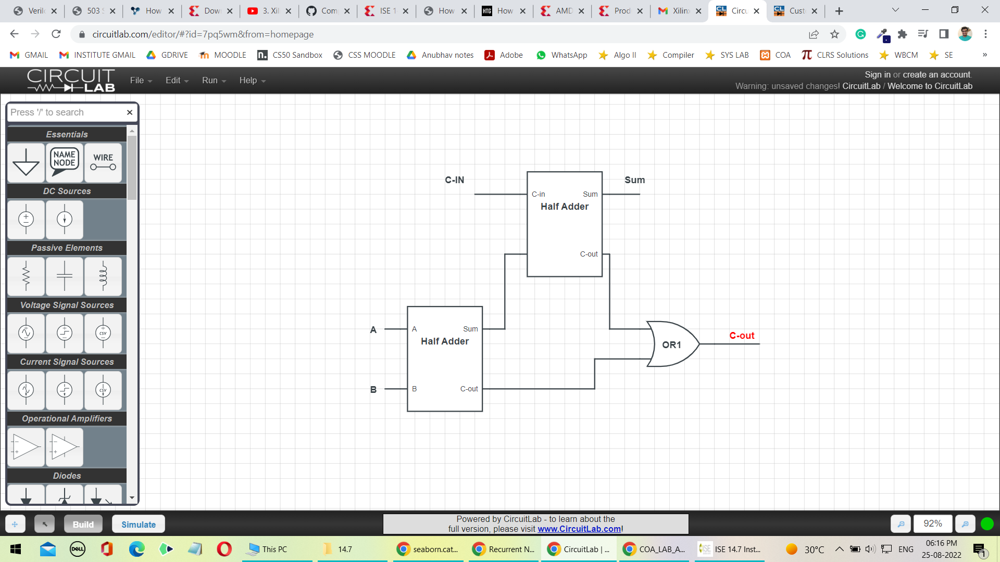 Veril
503 S
How
Dow
3. Xil
Com
ISE 1
How
HTG How
AMD
Prod
Xilin
Circu
Cust
circuitlab.com/editor/#?id=7pq5wm&from=homepage
GMAIL
INSTITUTE GMAIL
GDRIVE
MOODLE
n. CS50 Sandbox
CSS MOODLE
Anubhav notes
Adobe
WhatsApp
Algo II
Compiler
SYS LAB
COA
CLRS Solutions
WBCM
SE
»
CIRCUIT
LAB
File
Edit
Run
Help
Sign in or create an account.
Warning: unsaved changes! CircuitLab / Welcome to CircuitLab
Press '/' to search
Essentials
NAME
NODE
WIRE
DC Sources
Passive Elements
Voltage Signal Sources
csv
Current Signal Sources
csv
Operational Amplifiers
Diodes
C-IN
Sum
C-in
Sum
Half Adder
C-out
A
A
Sum
Half Adder
B
B
C-out
OR1
C-out
Build
Simulate
Powered by CircuitLab - to learn about the
full version, please visit www.CircuitLab.com!
92%
DELL
This PC
14.7
seaborn.cat...
Recurrent N...
CircuitLab | ...
COA_LAB_A...
ISE ISE 14.7 Inst...
30°C
ENG
06:16 PM
25-08-2022
1